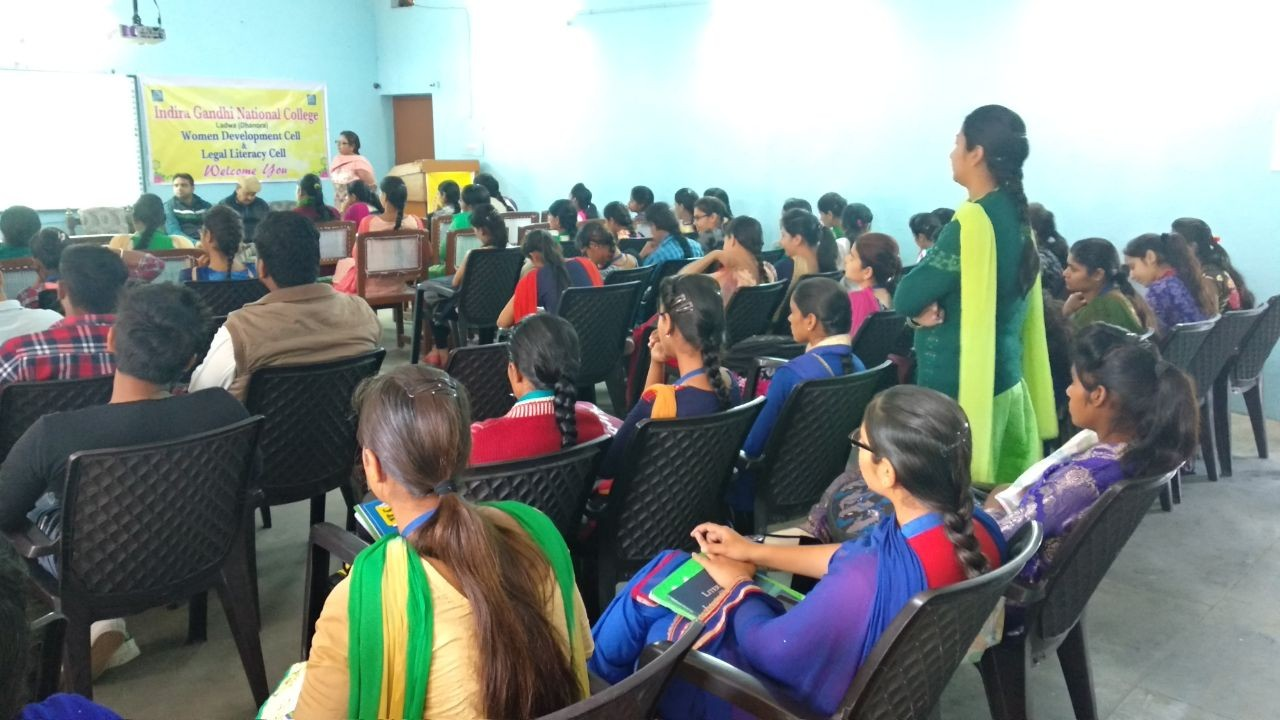 Indira Gandhi National College
Ladwa (Dhanora)
Women Development Cell
&
Legal Literacy Cell
Welcome You